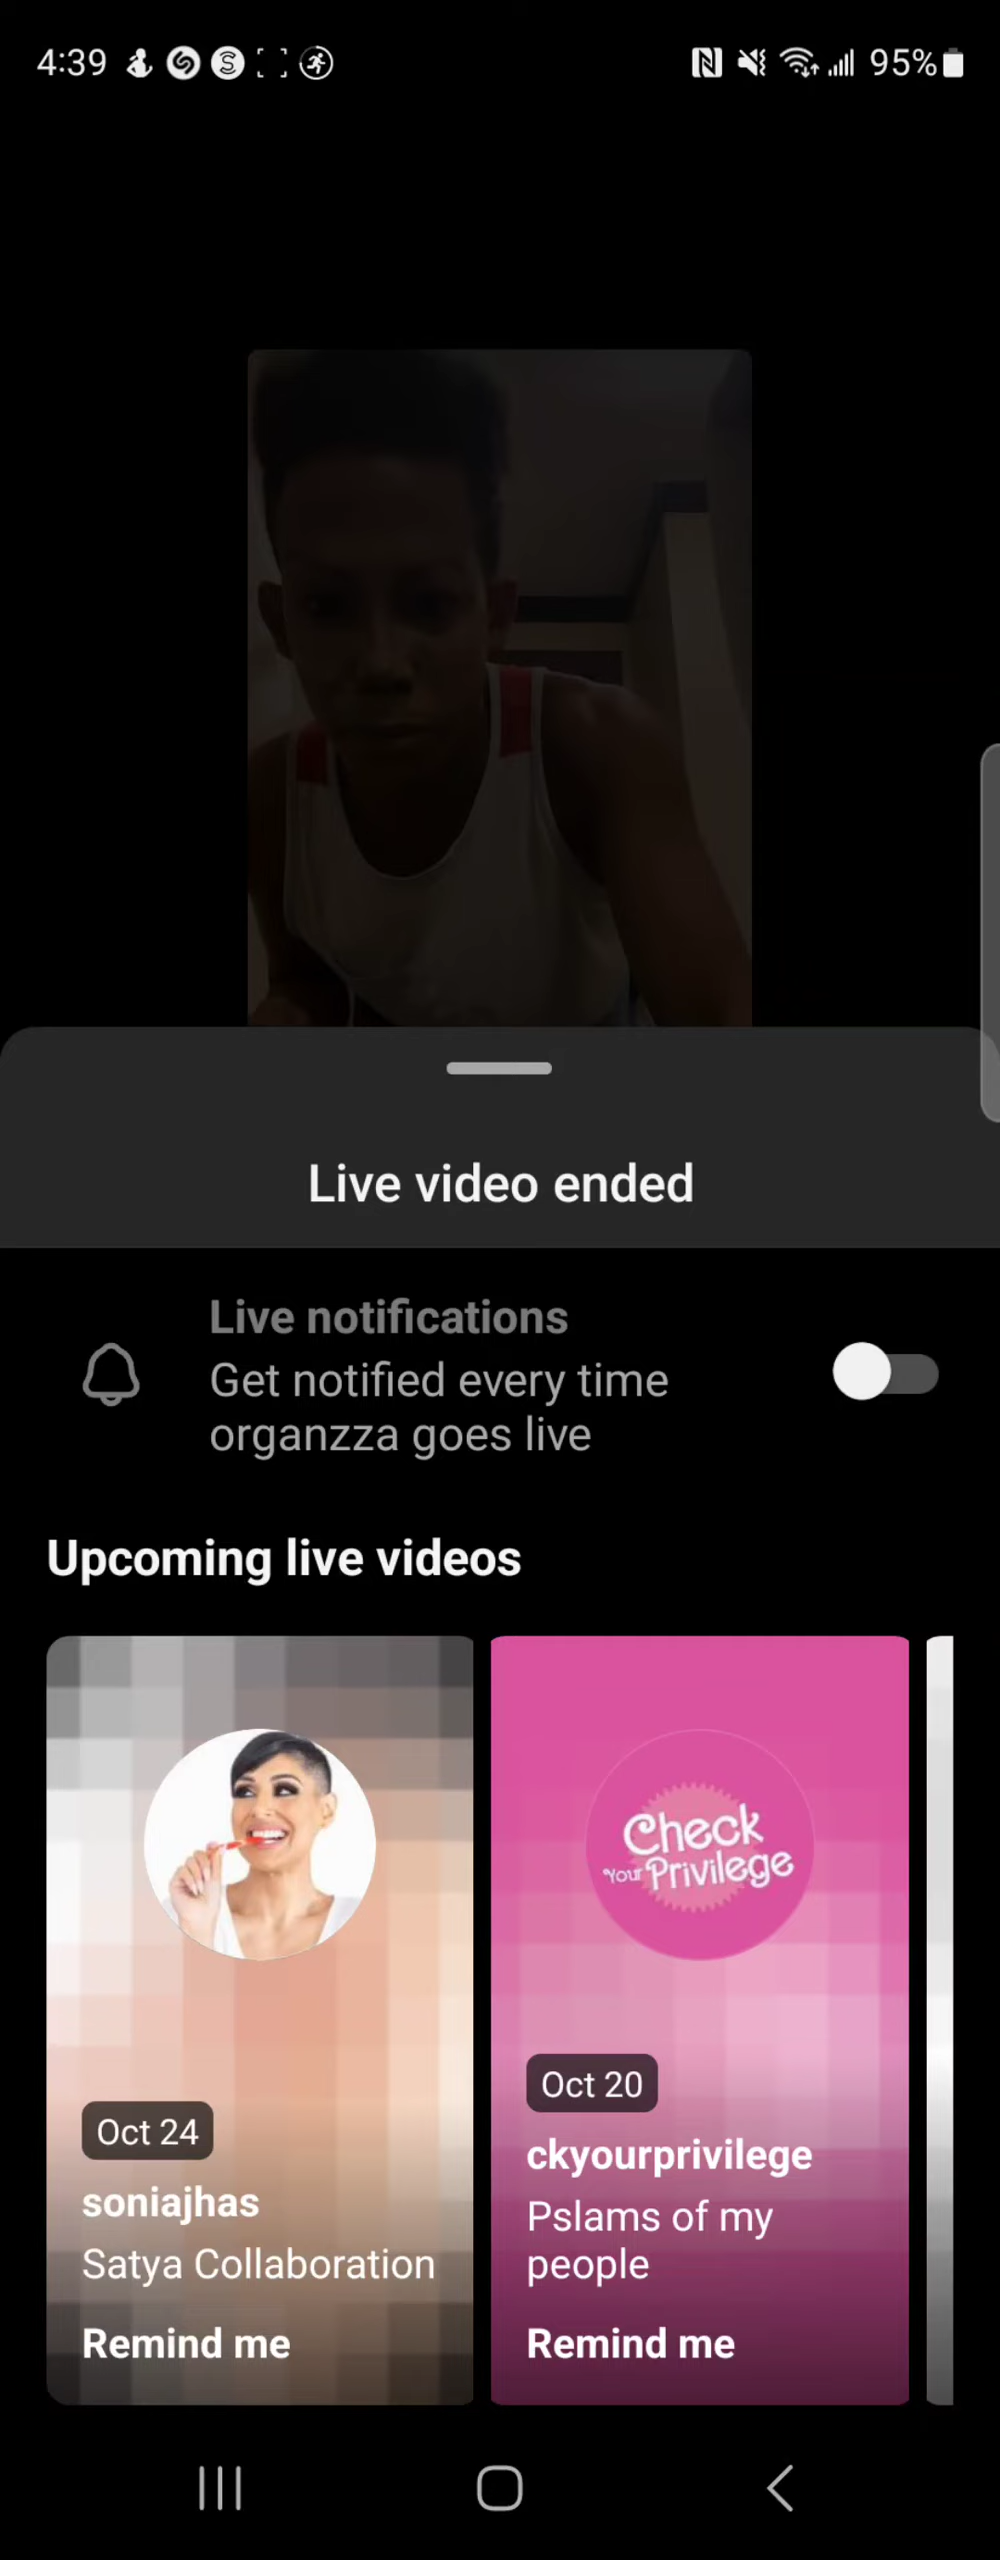 4:39
95%
Live video ended
Live notifications
Get notified every time
organzza goes live
Upcoming live videos
Check
Your Privilege
Oct 24
soniajhas
Satya Collaboration
Remind me
Oct 20
ckyourprivilege
Pslams of my
people
Remind me